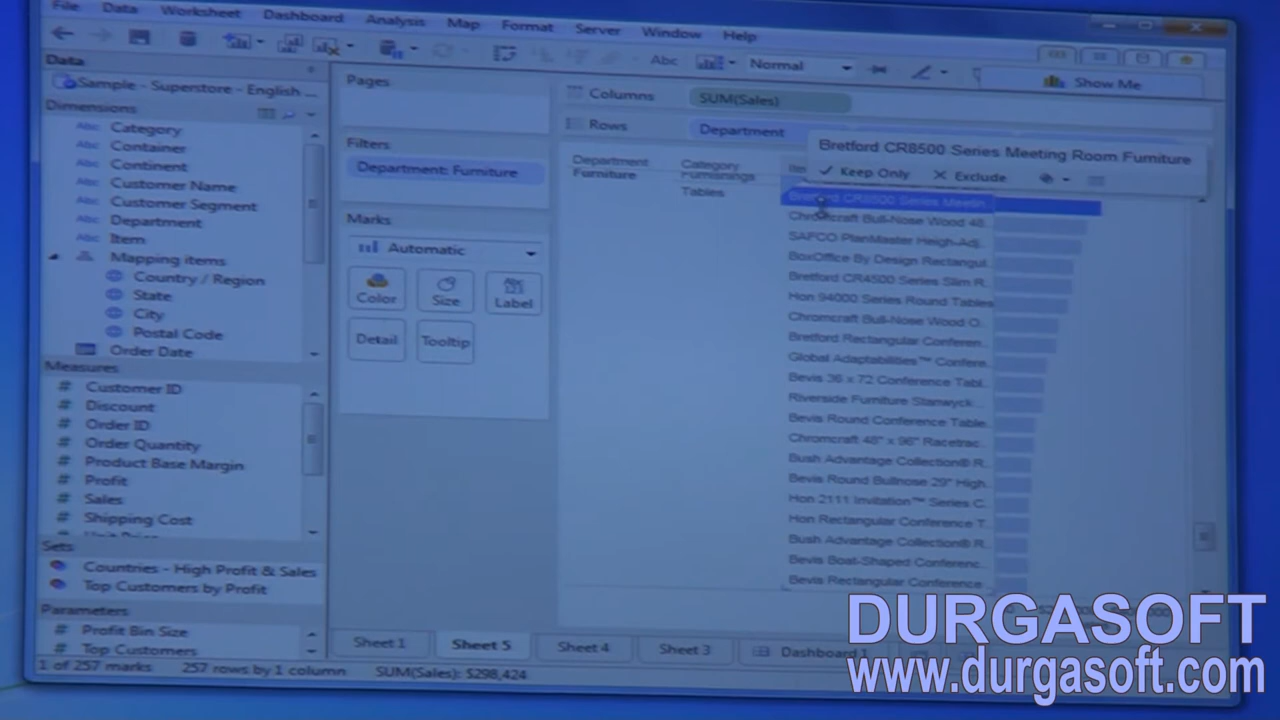 File Data Worksheet Dashboard Analysis Map Format Server Window Help
Abc Normal Show Me
Data
Sample - Superstore - English ...
Dimensions
Abc Category
Abc Container
Abc Continent
Abc Customer Name
Abc Customer Segment
Abc Department
Abc Item
Mapping items
Country / Region
State
City
Postal Code
Order Date
Measures
# Customer ID
# Discount
# Order ID
# Order Quantity
# Product Base Margin
# Profit
# Sales
# Shipping Cost
Sets
Countries - High Profit & Sales
Top Customers by Profit
Parameters
# Profit Bin Size
# Top Customers
Pages
Filters
Department: Furniture
Marks
Automatic
Color Size Label
Detail Tooltip
Columns SUM(Sales)
Rows Department
Bretford CR8500 Series Meeting Room Furniture
Keep Only Exclude
Department Category
Furniture Furnishings
Tables
Bretford CR8500 Series Meetin..
Chromcraft Bull-Nose Wood 48..
SAFCO PlanMaster Heigh-Adj..
BoxOffice By Design Rectangul..
Bretford CR4500 Series Slim R..
Hon 94000 Series Round Tables
Chromcraft Bull-Nose Wood O..
Bretford Rectangular Conferen..
Global Adaptabilities™ Confere..
Bevis 36 x 72 Conference Tabl..
Riverside Furniture Stanwyck ..
Bevis Round Conference Table..
Chromcraft 48" x 96" Racetrac..
Bush Advantage Collection® R..
Bevis Round Bullnose 29" High..
Hon 2111 Invitation™ Series C..
Hon Rectangular Conference T..
Bush Advantage Collection® R..
Bevis Boat-Shaped Conferenc..
Bevis Rectangular Conference
Sheet 1 Sheet 5 Sheet 4 Sheet 3 Dashboard 1
1 of 257 marks 257 rows by 1 column SUM(Sales): $298,424
DURGASOFT
www.durgasoft.com